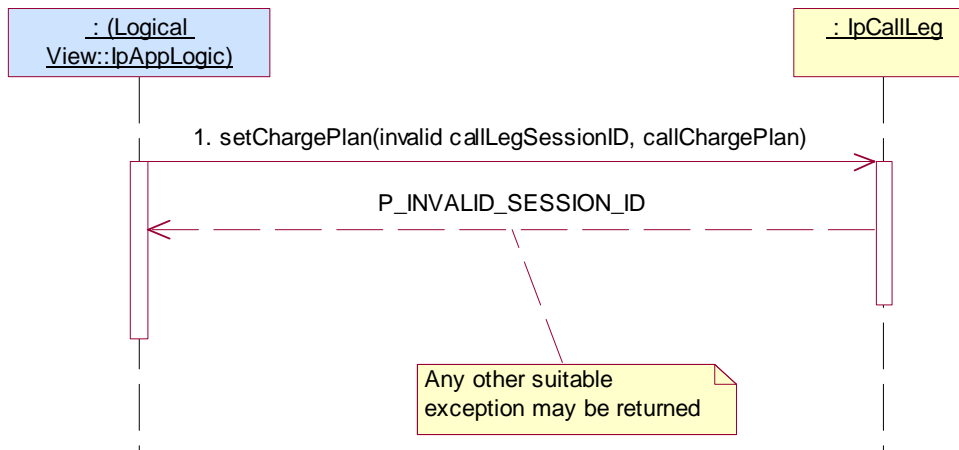 : (Logical
View::IpAppLogic)
: IpCallLeg
1. setChargePlan(invalid callLegSessionID, callChargePlan)
P_INVALID_SESSION_ID
Any other suitable
exception may be returned